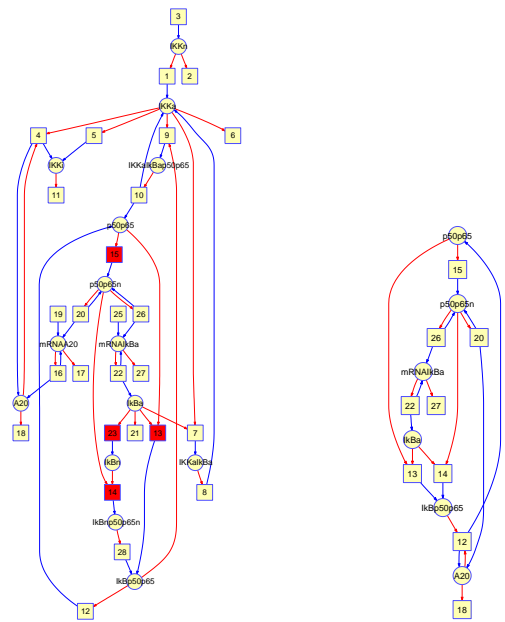 3
IKKn
1 2
IKKa
4 5 9 6
IKKi IKKaIkBap50p65
11 10
p50p65
15
p50p65n
19 20 25 26
mRNAA20 mRNAIkBa
16 17 22 27
A20 IkBa
18 23 21 13 7
IkBn IKKaIkBa
14 8
IkBnp50p65n
28
IkBp50p65
12
p50p65
15
p50p65n
26 20
mRNAIkBa
22 27
IkBa
13 14
IkBp50p65
12
A20
18